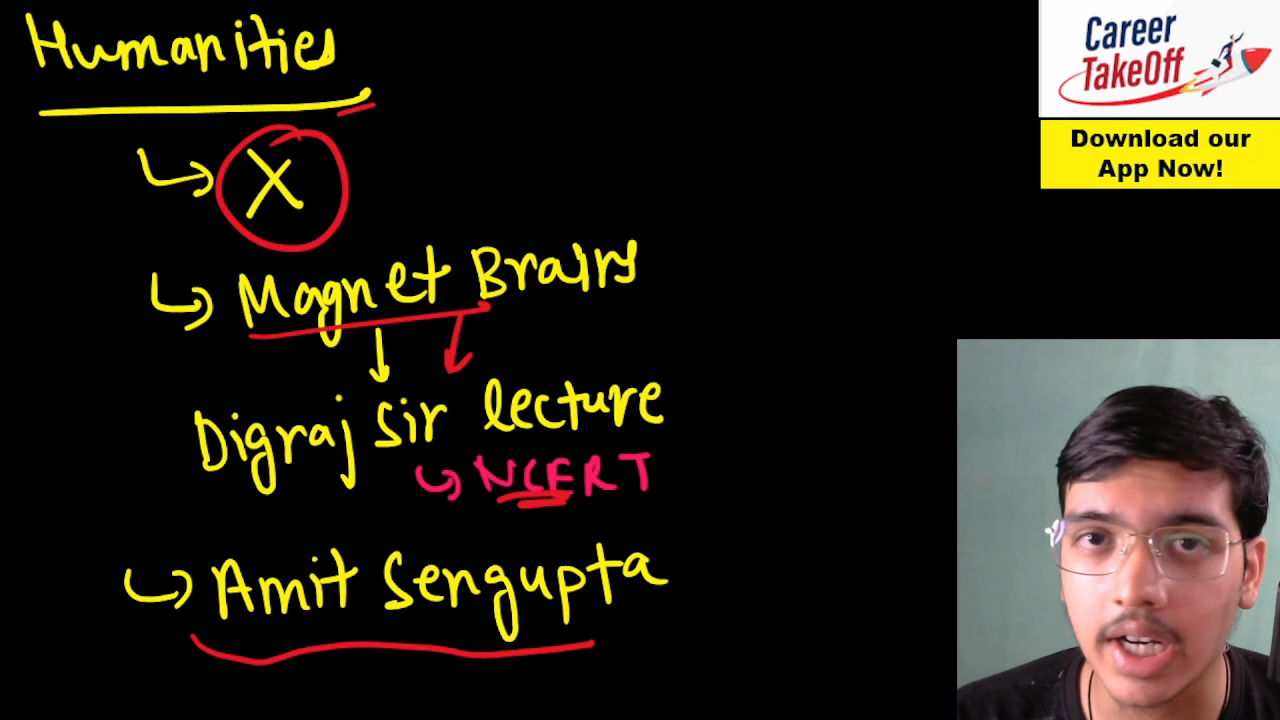 Humanities
X
Magnet Brains
Digraj Sir lecture
NCERT
Amit Sengupta
Career
TakeOff
Download our
App Now!